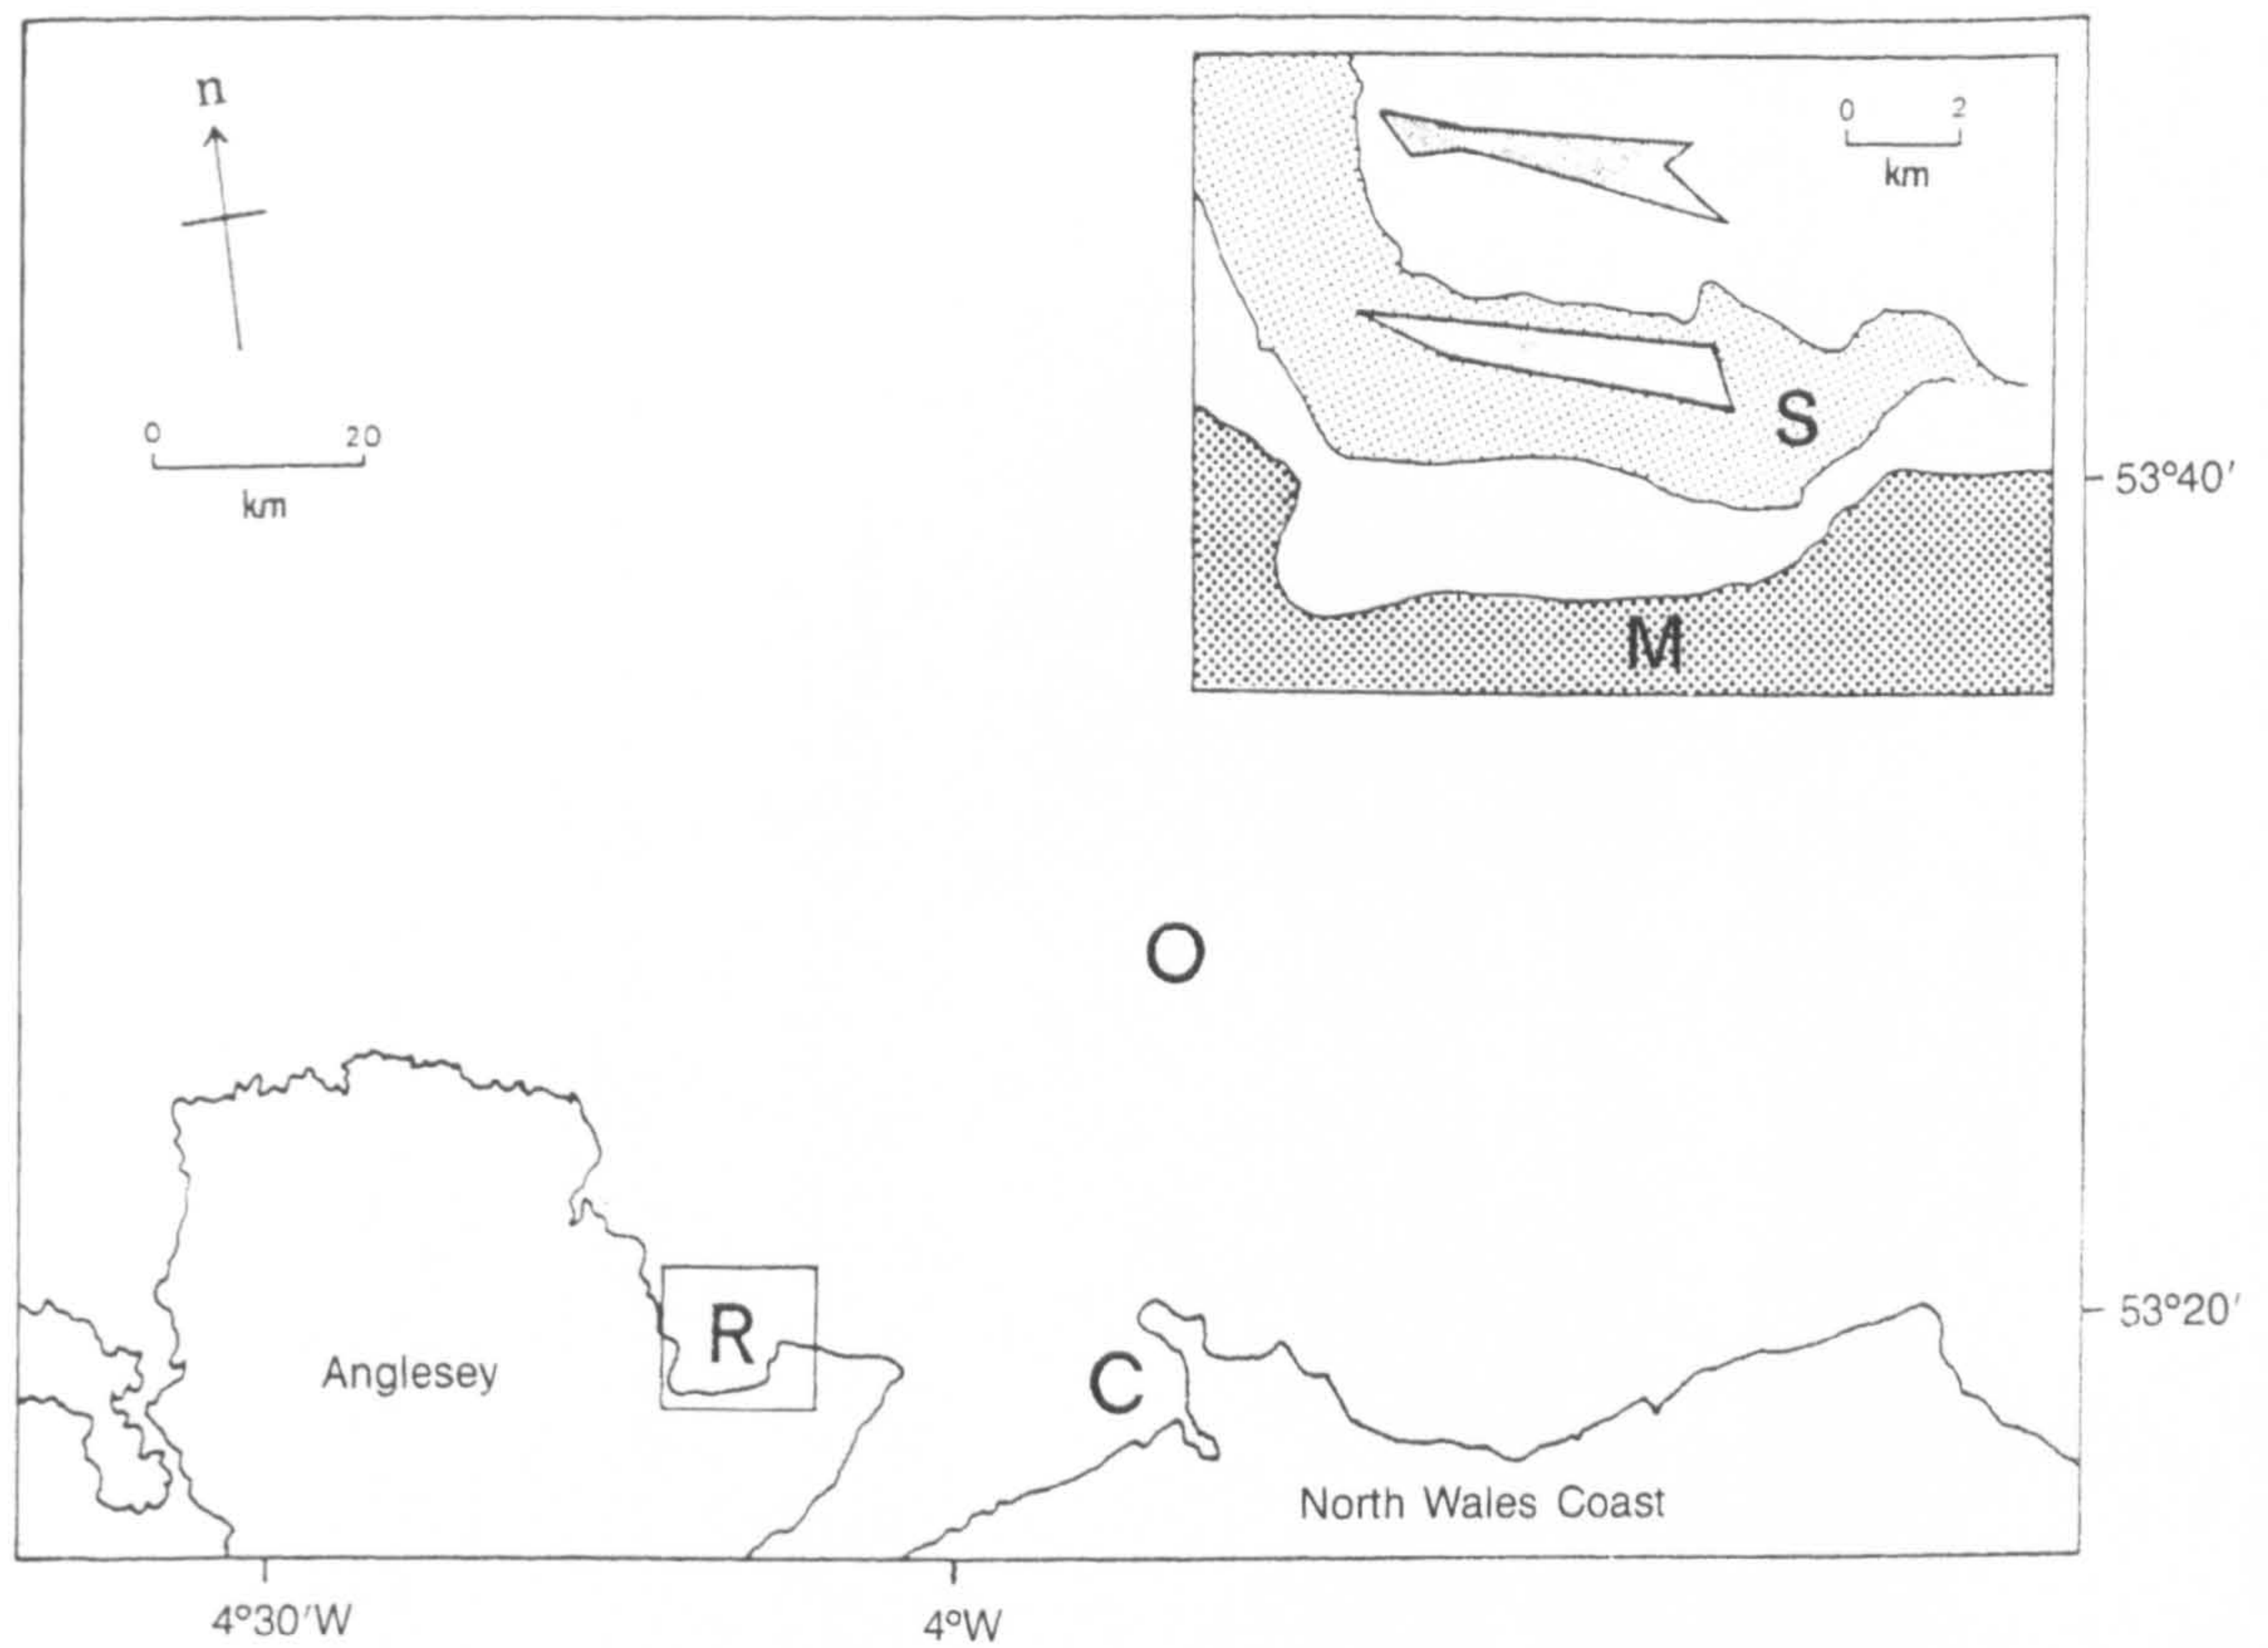 n
0 20
km
0 2
km
S
M
53°40'
O
53°20'
R
C
Anglesey
North Wales Coast
4°30'W
4°W